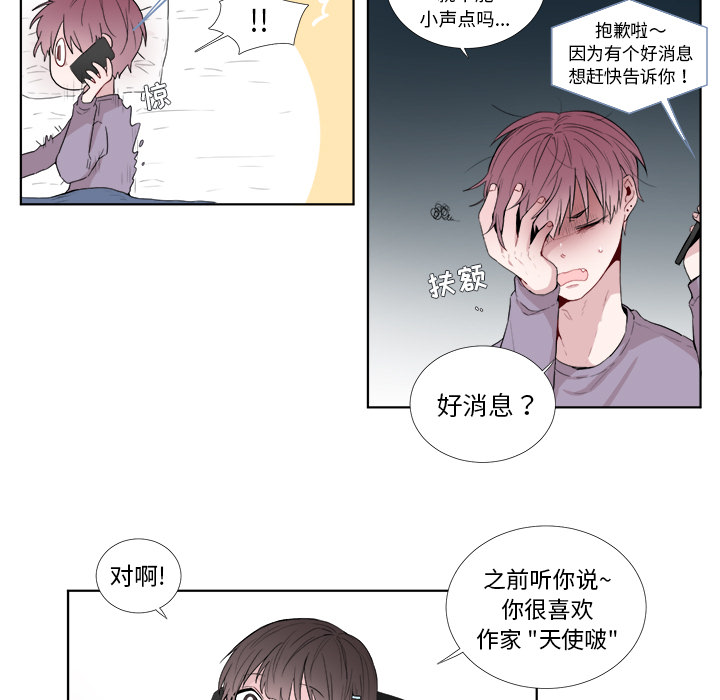 !!
惊
小声点吗...
抱歉啦~
因为有个好消息
想赶快告诉你!
扶额
好消息?
对啊!
之前听你说~
你很喜欢
作家 "天使啵"